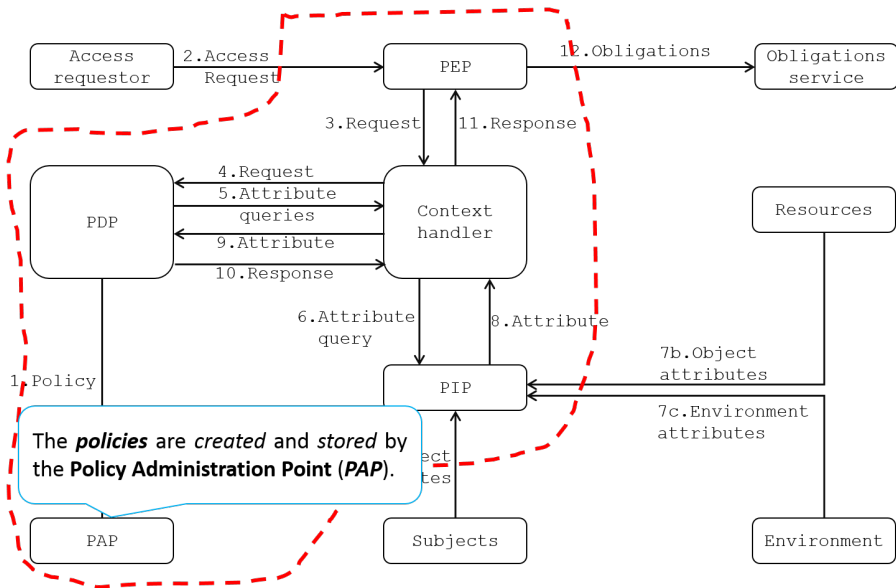 Access
requestor
2.Access
Request
PEP
12.Obligations
Obligations
service
3.Request
11.Response
4.Request
5.Attribute
queries
PDP
Context
handler
9.Attribute
10.Response
Resources
6.Attribute
query
8.Attribute
7b.Object
attributes
1.Policy
PIP
7c.Environment
attributes
The policies are created and stored by
the Policy Administration Point (PAP).
PAP
Subjects
Environment